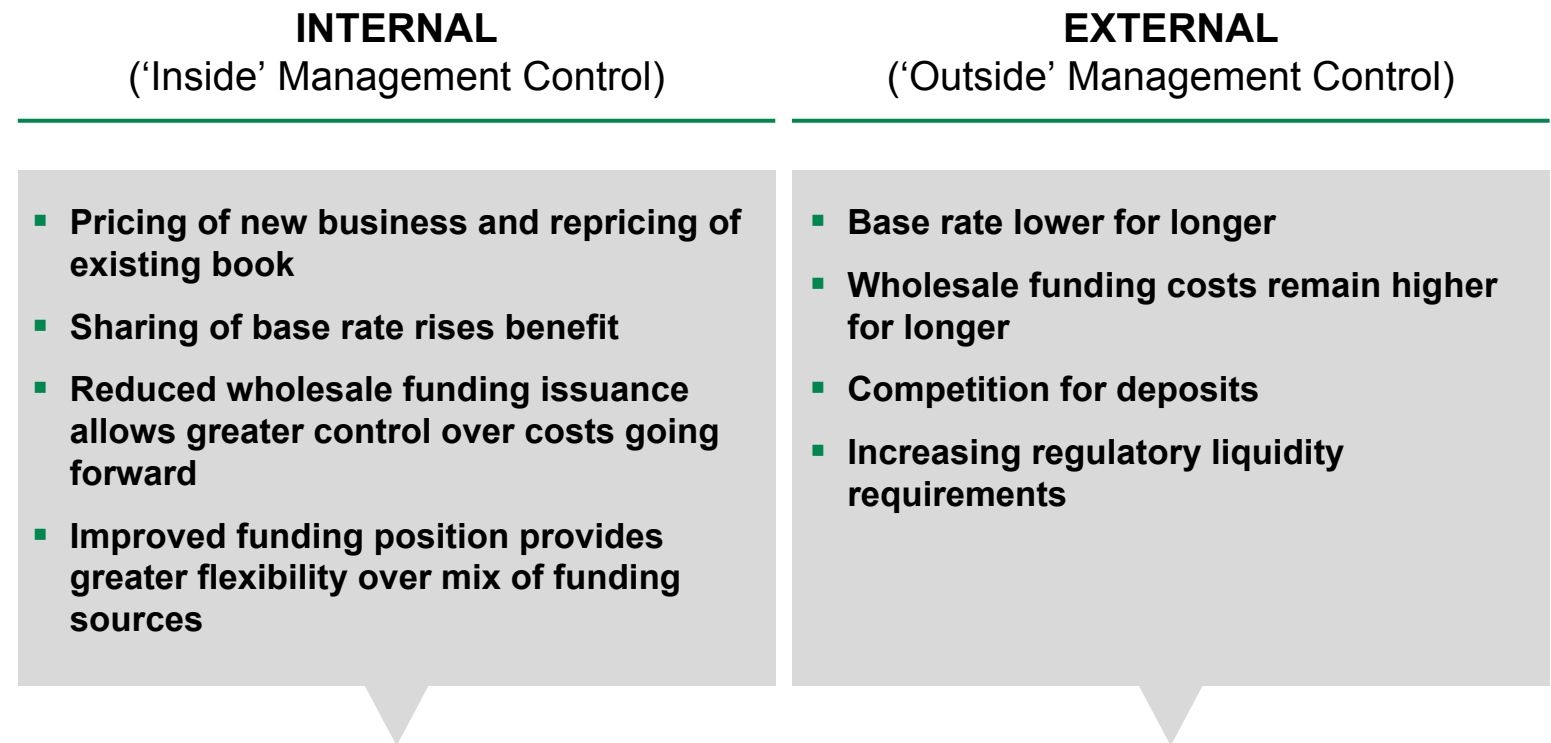 INTERNAL
(‘Inside’ Management Control)
▪ Pricing of new business and repricing of
existing book
▪ Sharing of base rate rises benefit
▪ Reduced wholesale funding issuance
allows greater control over costs going
forward
▪ Improved funding position provides
greater flexibility over mix of funding
sources
EXTERNAL
(‘Outside’ Management Control)
▪ Base rate lower for longer
▪ Wholesale funding costs remain higher
for longer
▪ Competition for deposits
▪ Increasing regulatory liquidity
requirements